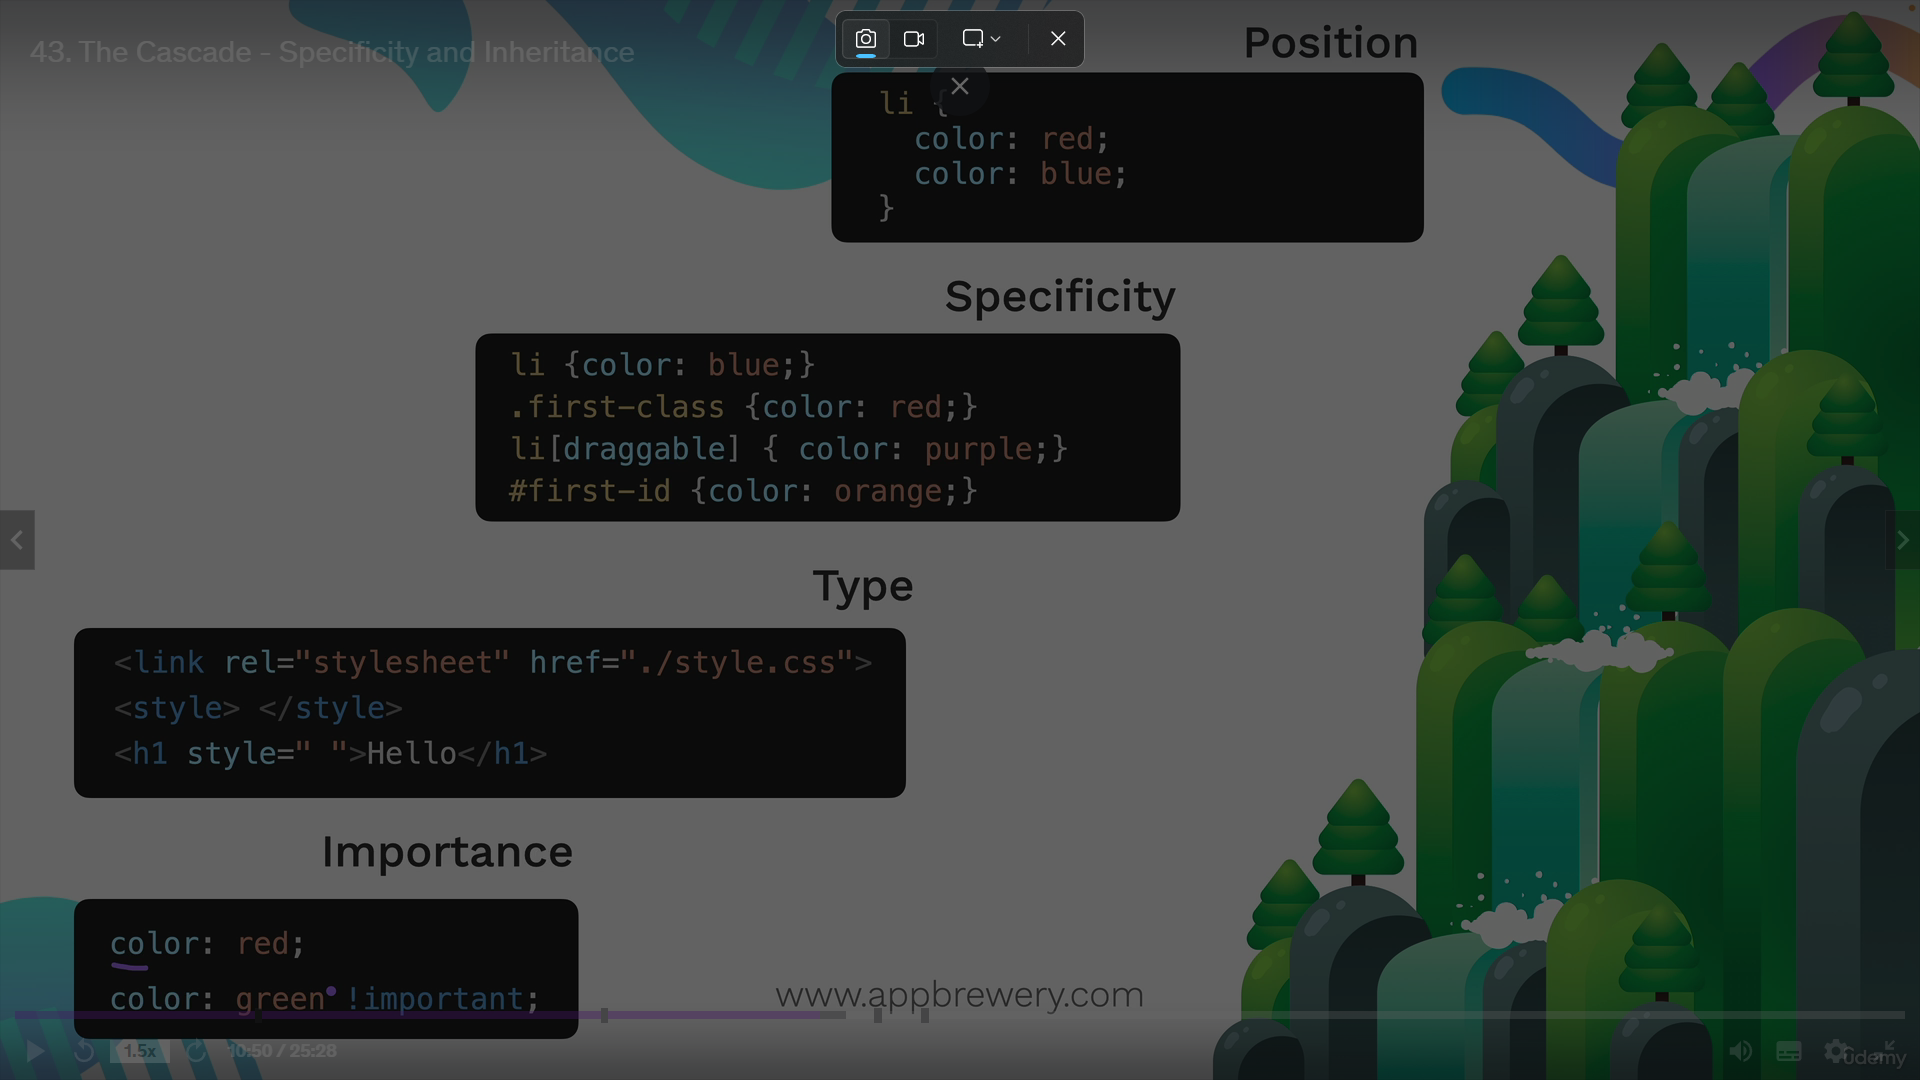 43. The Cascade - Specificity and Inheritance
Position
li {
color: red;
color: blue;
}
Specificity
li {color: blue;}
.first-class {color: red;}
li[draggable] { color: purple;}
#first-id {color: orange;}
Type
<link rel="stylesheet" href="./style.css">
<style> </style>
<h1 style=" ">Hello</h1>
Importance
color: red;
color: green !important;
www.appbrewery.com
1.5x
10:50 / 25:28
ûdemy